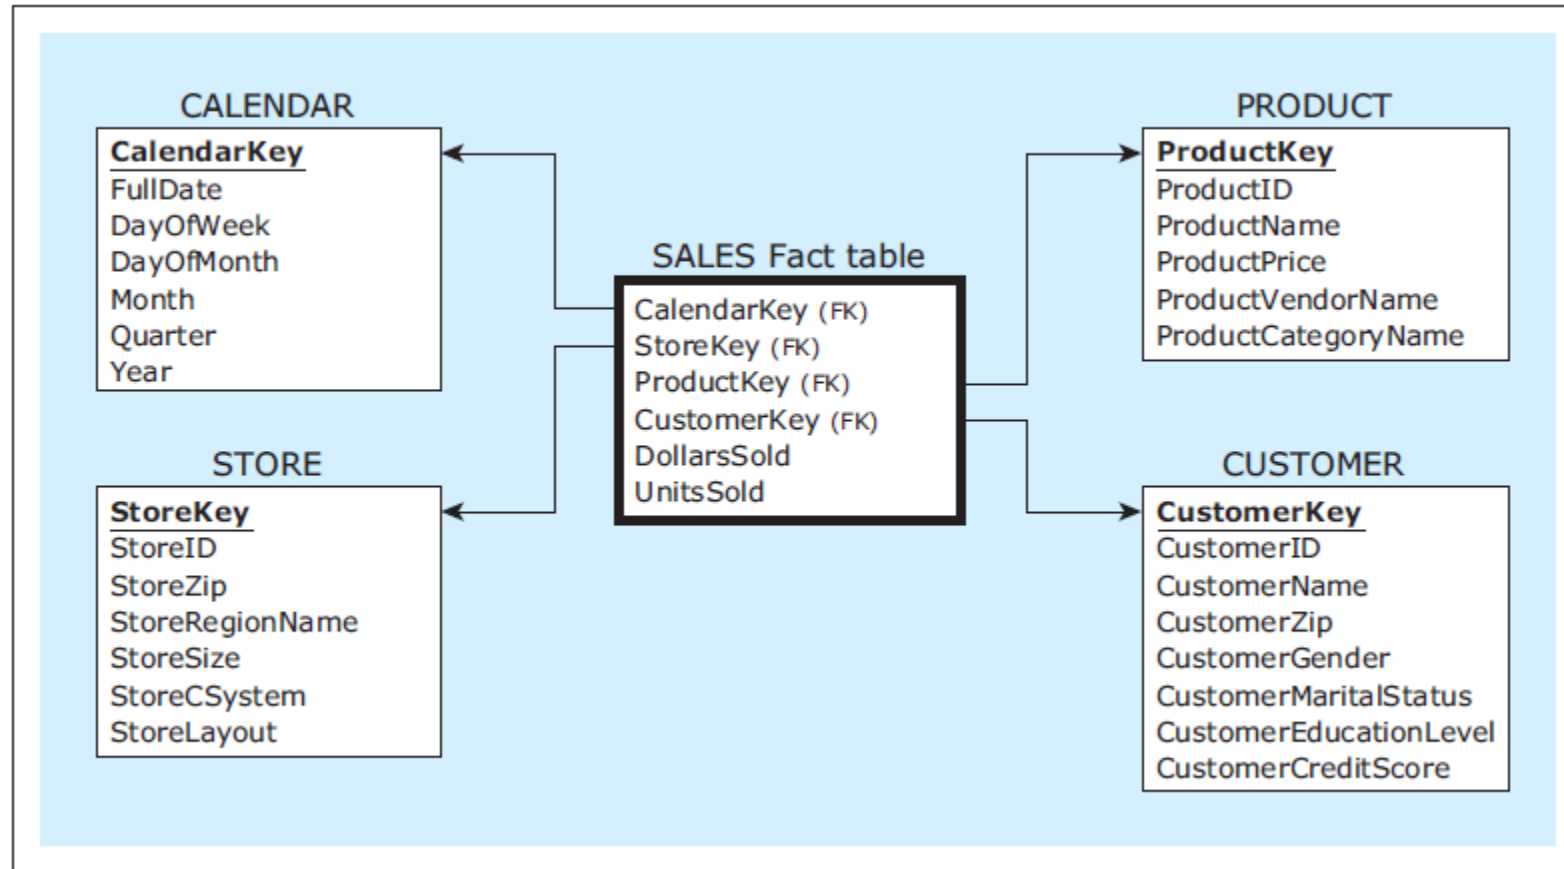 CALENDAR
CalendarKey
FullDate
DayOfWeek
DayOfMonth
Month
Quarter
Year
STORE
StoreKey
StoreID
StoreZip
StoreRegionName
StoreSize
StoreCSystem
StoreLayout
SALES Fact table
CalendarKey (FK)
StoreKey (FK)
ProductKey (FK)
CustomerKey (FK)
DollarsSold
UnitsSold
PRODUCT
ProductKey
ProductID
ProductName
ProductPrice
ProductVendorName
ProductCategoryName
CUSTOMER
CustomerKey
CustomerID
CustomerName
CustomerZip
CustomerGender
CustomerMaritalStatus
CustomerEducationLevel
CustomerCreditScore